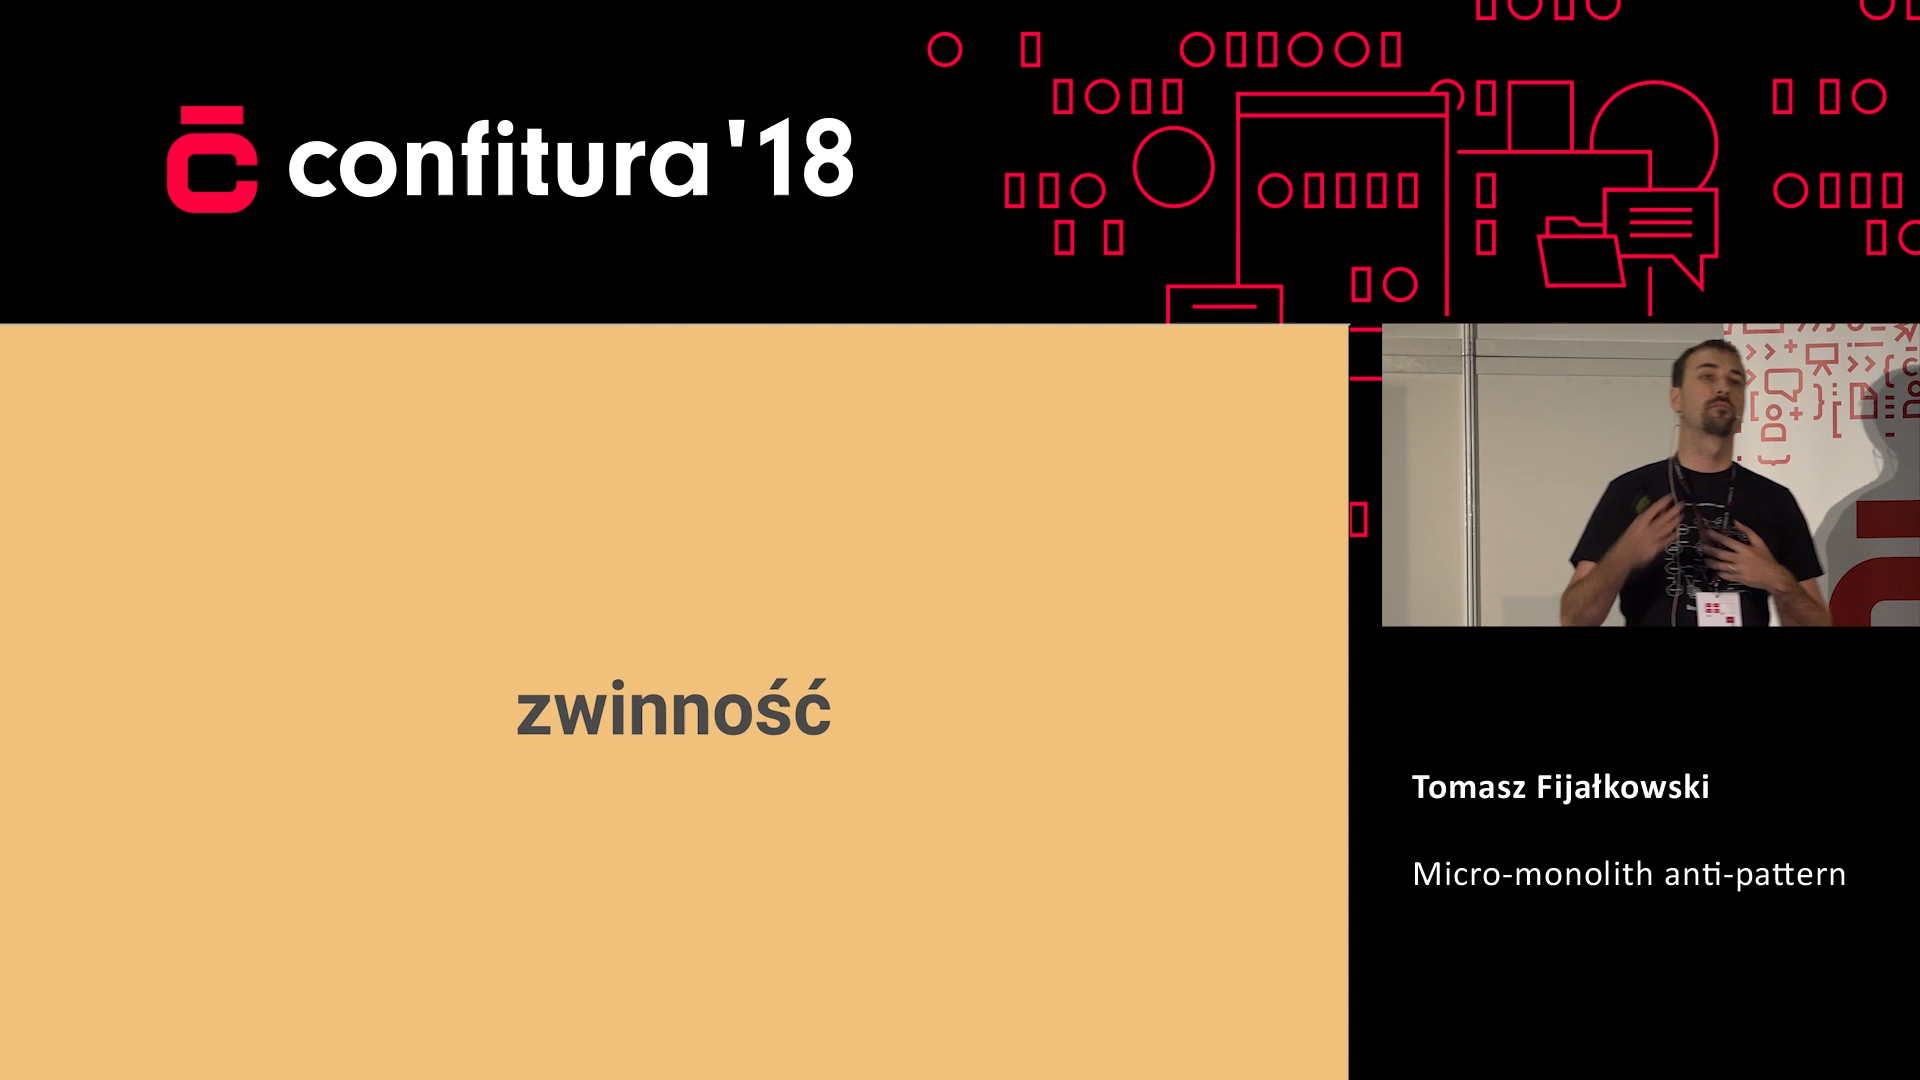 confitura '18
zwinność
Tomasz Fijałkowski
Micro-monolith anti-pattern